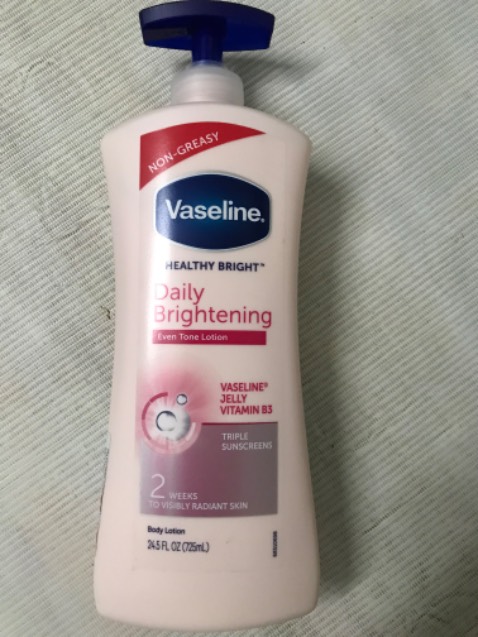 NON-GREASY
Vaseline®
HEALTHY BRIGHT™
Daily
Brightening
Even Tone Lotion
VASELINE®
JELLY
VITAMIN B3
TRIPLE
SUNSCREENS
2 WEEKS
TO VISIBLY RADIANT SKIN
Body Lotion
24.5 FL OZ (725mL)